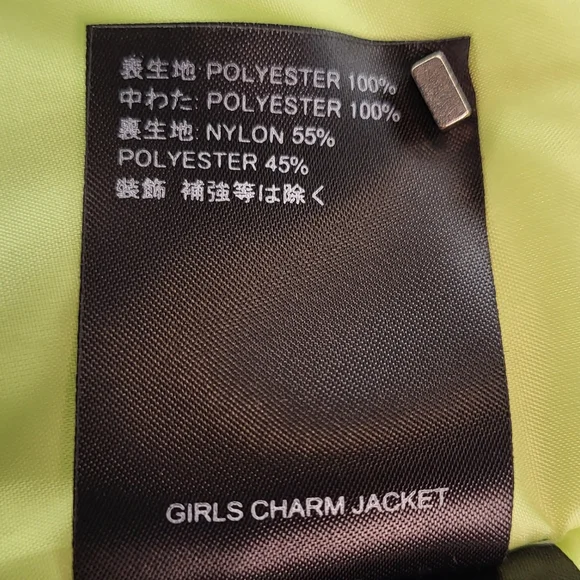 表生地: POLYESTER 100%
中わた: POLYESTER 100%
裏生地: NYLON 55%
POLYESTER 45%
装飾 補強等は除く
GIRLS CHARM JACKET